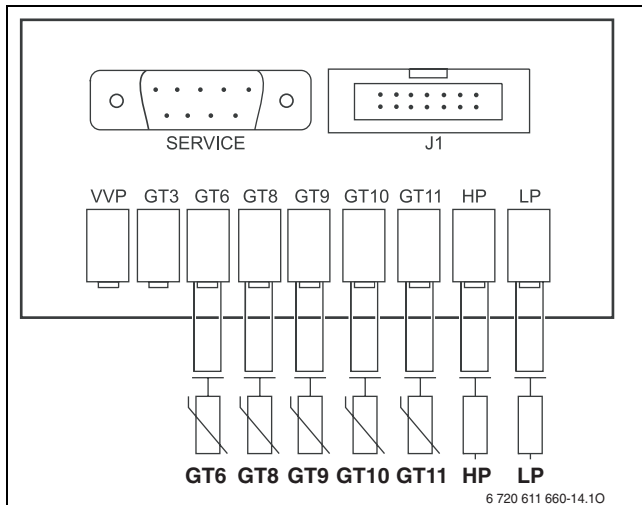 SERVICE J1
VVP GT3 GT6 GT8 GT9 GT10 GT11 HP LP
GT6 GT8 GT9 GT10 GT11 HP LP
6 720 611 660-14.1O